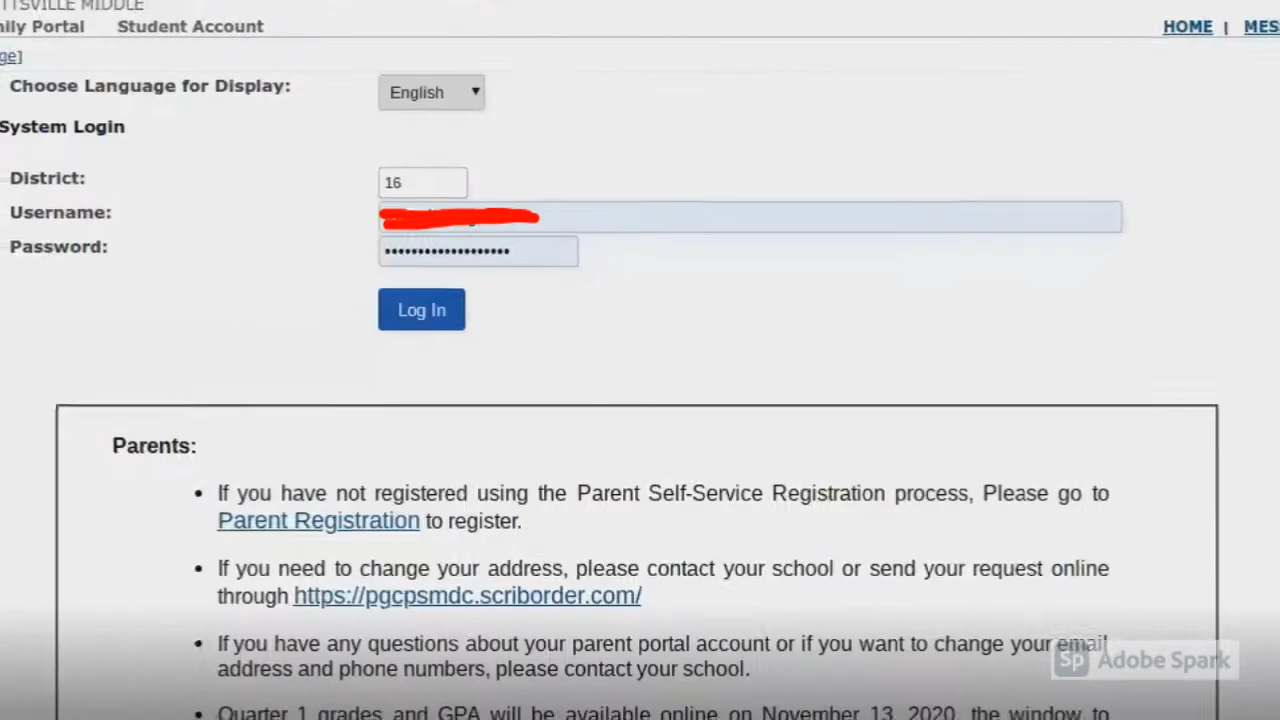 TTSVILLE MIDDLE
ily Portal Student Account HOME | MES
ge]
Choose Language for Display: English
System Login
District: 16
Username:
Password: •••••••••••••••••••
Log In
Parents:
• If you have not registered using the Parent Self-Service Registration process, Please go to
Parent Registration to register.
• If you need to change your address, please contact your school or send your request online
through https://pgcpsmdc.scriborder.com/
• If you have any questions about your parent portal account or if you want to change your email
address and phone numbers, please contact your school.
• Quarter 1 grades and GPA will be available online on November 13, 2020, the window to
Sp Adobe Spark